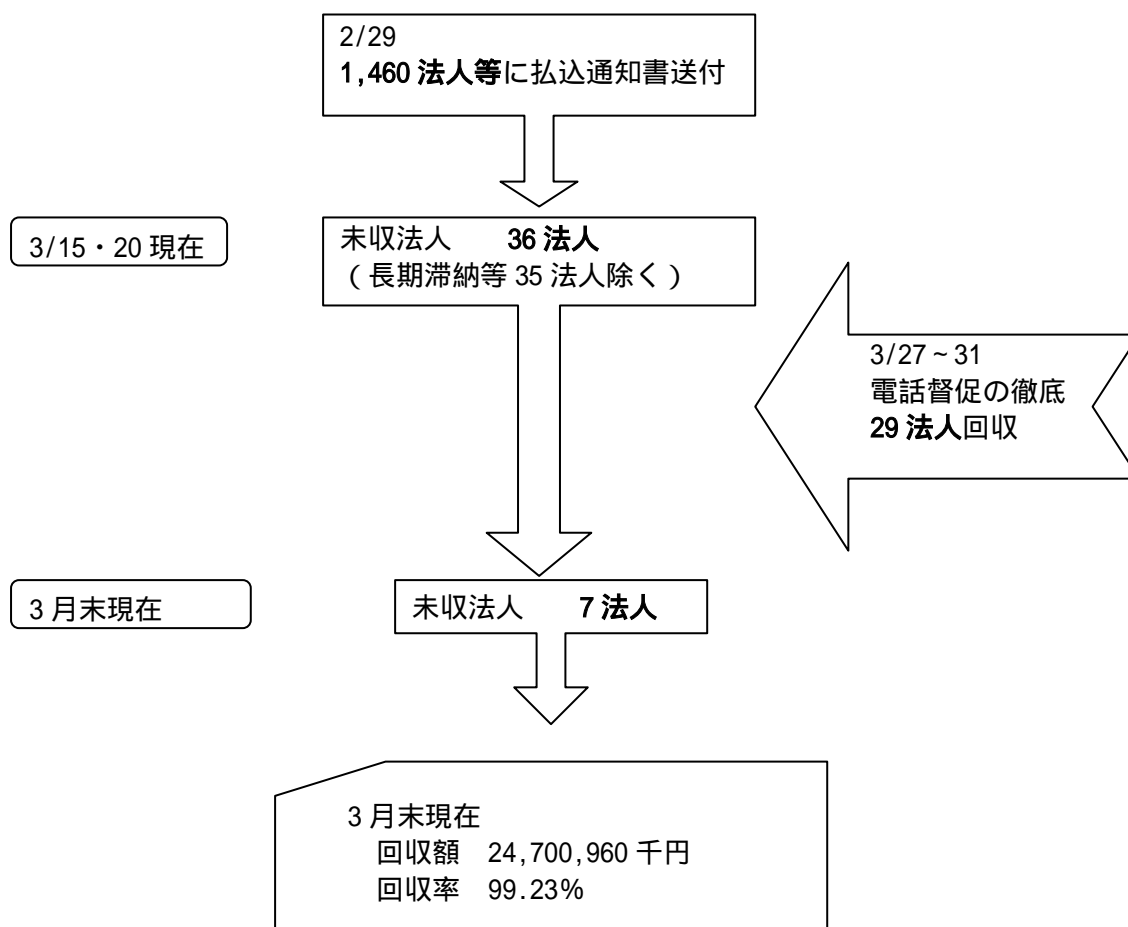 2/29
1,460 法人等に払込通知書送付
3/15・20 現在
未収法人　36 法人
（長期滞納等 35 法人除く）
3/27～31
電話督促の徹底
29 法人回収
3 月末現在
未収法人　7 法人
3 月末現在
回収額　24,700,960 千円
回収率　99.23%